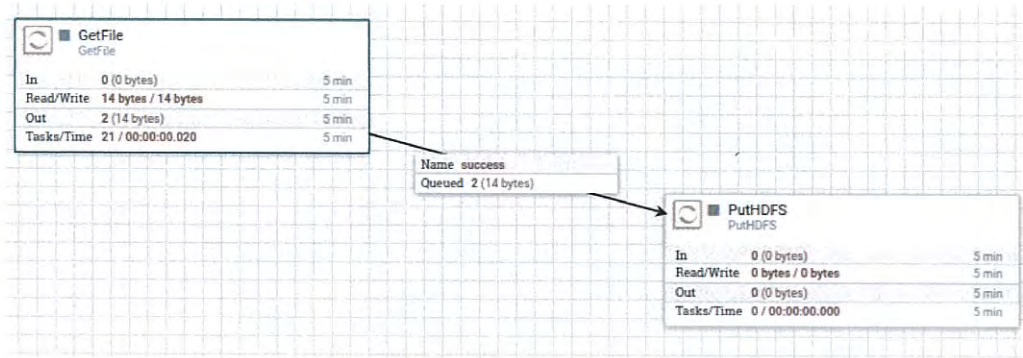 GetFile
GetFile
In 0 (0 bytes) 5 min
Read/Write 14 bytes / 14 bytes 5 min
Out 2 (14 bytes) 5 min
Tasks/Time 21 / 00:00:00.020 5 min
Name success
Queued 2 (14 bytes)
PutHDFS
PutHDFS
In 0 (0 bytes) 5 min
Read/Write 0 bytes / 0 bytes 5 min
Out 0 (0 bytes) 5 min
Tasks/Time 0 / 00:00:00.000 5 min